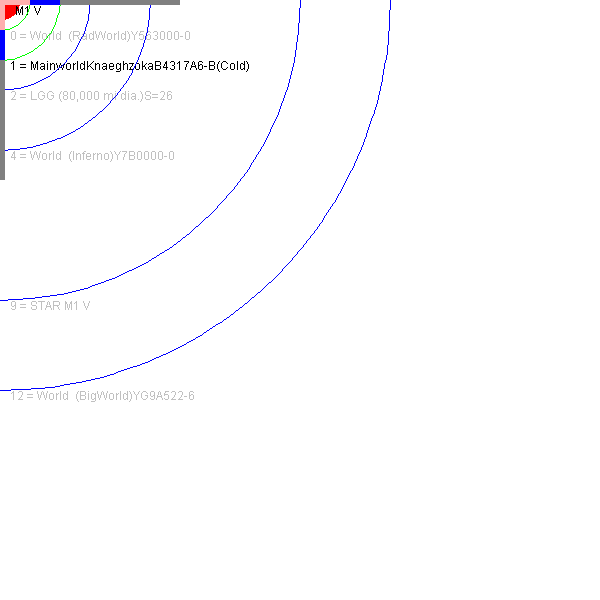 M1 V
0 = World (RadWorld)Y563000-0
1 = MainworldKnaeghzokaB4317A6-B(Cold)
2 = LGG (80,000 mi dia.)S=26
4 = World (Inferno)Y7B0000-0
9 = STAR M1 V
12 = World (BigWorld)YG9A522-6